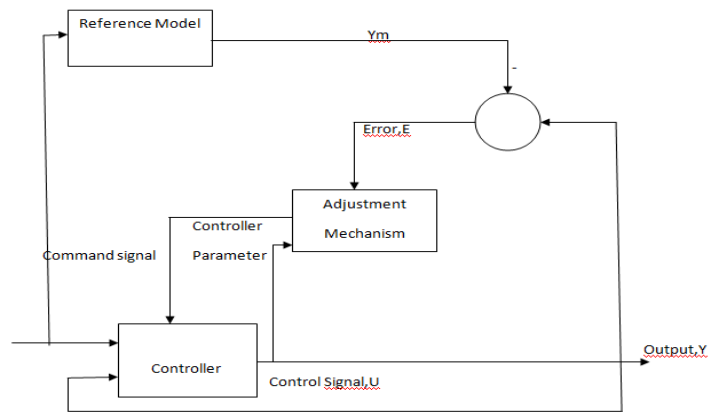 Reference Model
Ym
-
Error,E
Adjustment
Mechanism
Controller
Command signal
Parameter
Output,Y
Controller
Control Signal,U